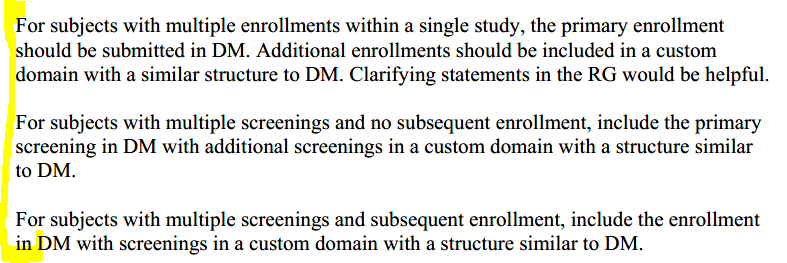 For subjects with multiple enrollments within a single study, the primary enrollment
should be submitted in DM. Additional enrollments should be included in a custom
domain with a similar structure to DM. Clarifying statements in the RG would be helpful.
For subjects with multiple screenings and no subsequent enrollment, include the primary
screening in DM with additional screenings in a custom domain with a structure similar
to DM.
For subjects with multiple screenings and subsequent enrollment, include the enrollment
in DM with screenings in a custom domain with a structure similar to DM.